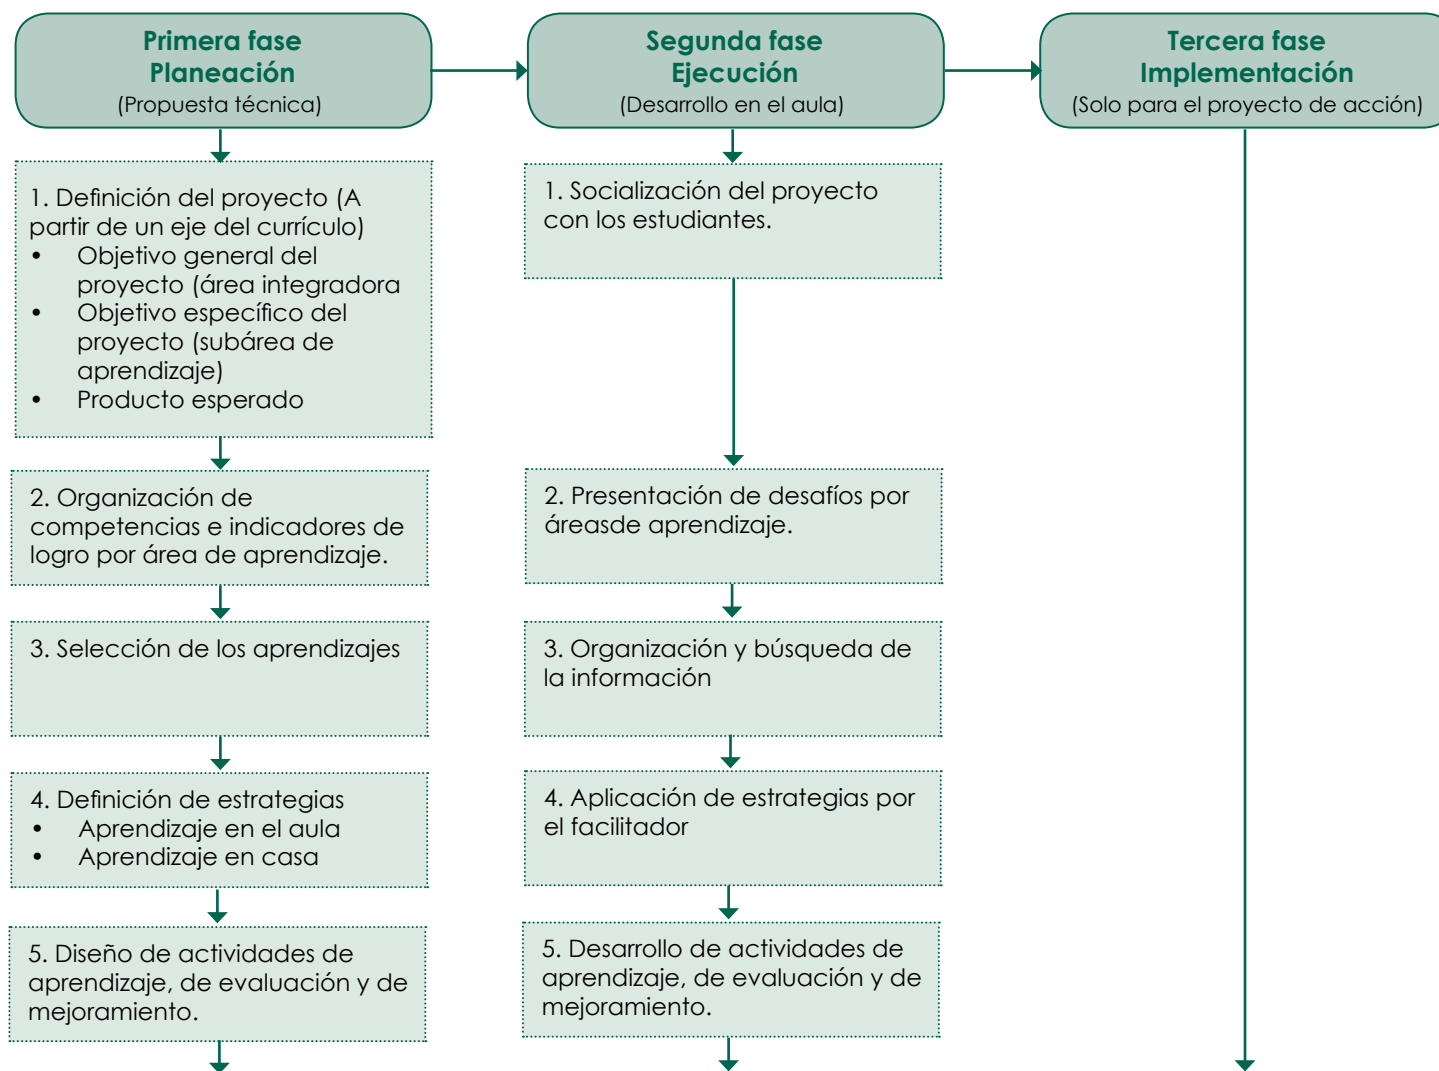 Primera fase
Planeación
(Propuesta técnica)
Segunda fase
Ejecución
(Desarrollo en el aula)
Tercera fase
Implementación
(Solo para el proyecto de acción)
1. Definición del proyecto (A
partir de un eje del currículo)
• Objetivo general del
proyecto (área integradora
• Objetivo específico del
proyecto (subárea de
aprendizaje)
• Producto esperado
2. Organización de
competencias e indicadores de
logro por área de aprendizaje.
3. Selección de los aprendizajes
4. Definición de estrategias
• Aprendizaje en el aula
• Aprendizaje en casa
5. Diseño de actividades de
aprendizaje, de evaluación y de
mejoramiento.
1. Socialización del proyecto
con los estudiantes.
2. Presentación de desafíos por
áreasde aprendizaje.
3. Organización y búsqueda de
la información
4. Aplicación de estrategias por
el facilitador
5. Desarrollo de actividades de
aprendizaje, de evaluación y de
mejoramiento.